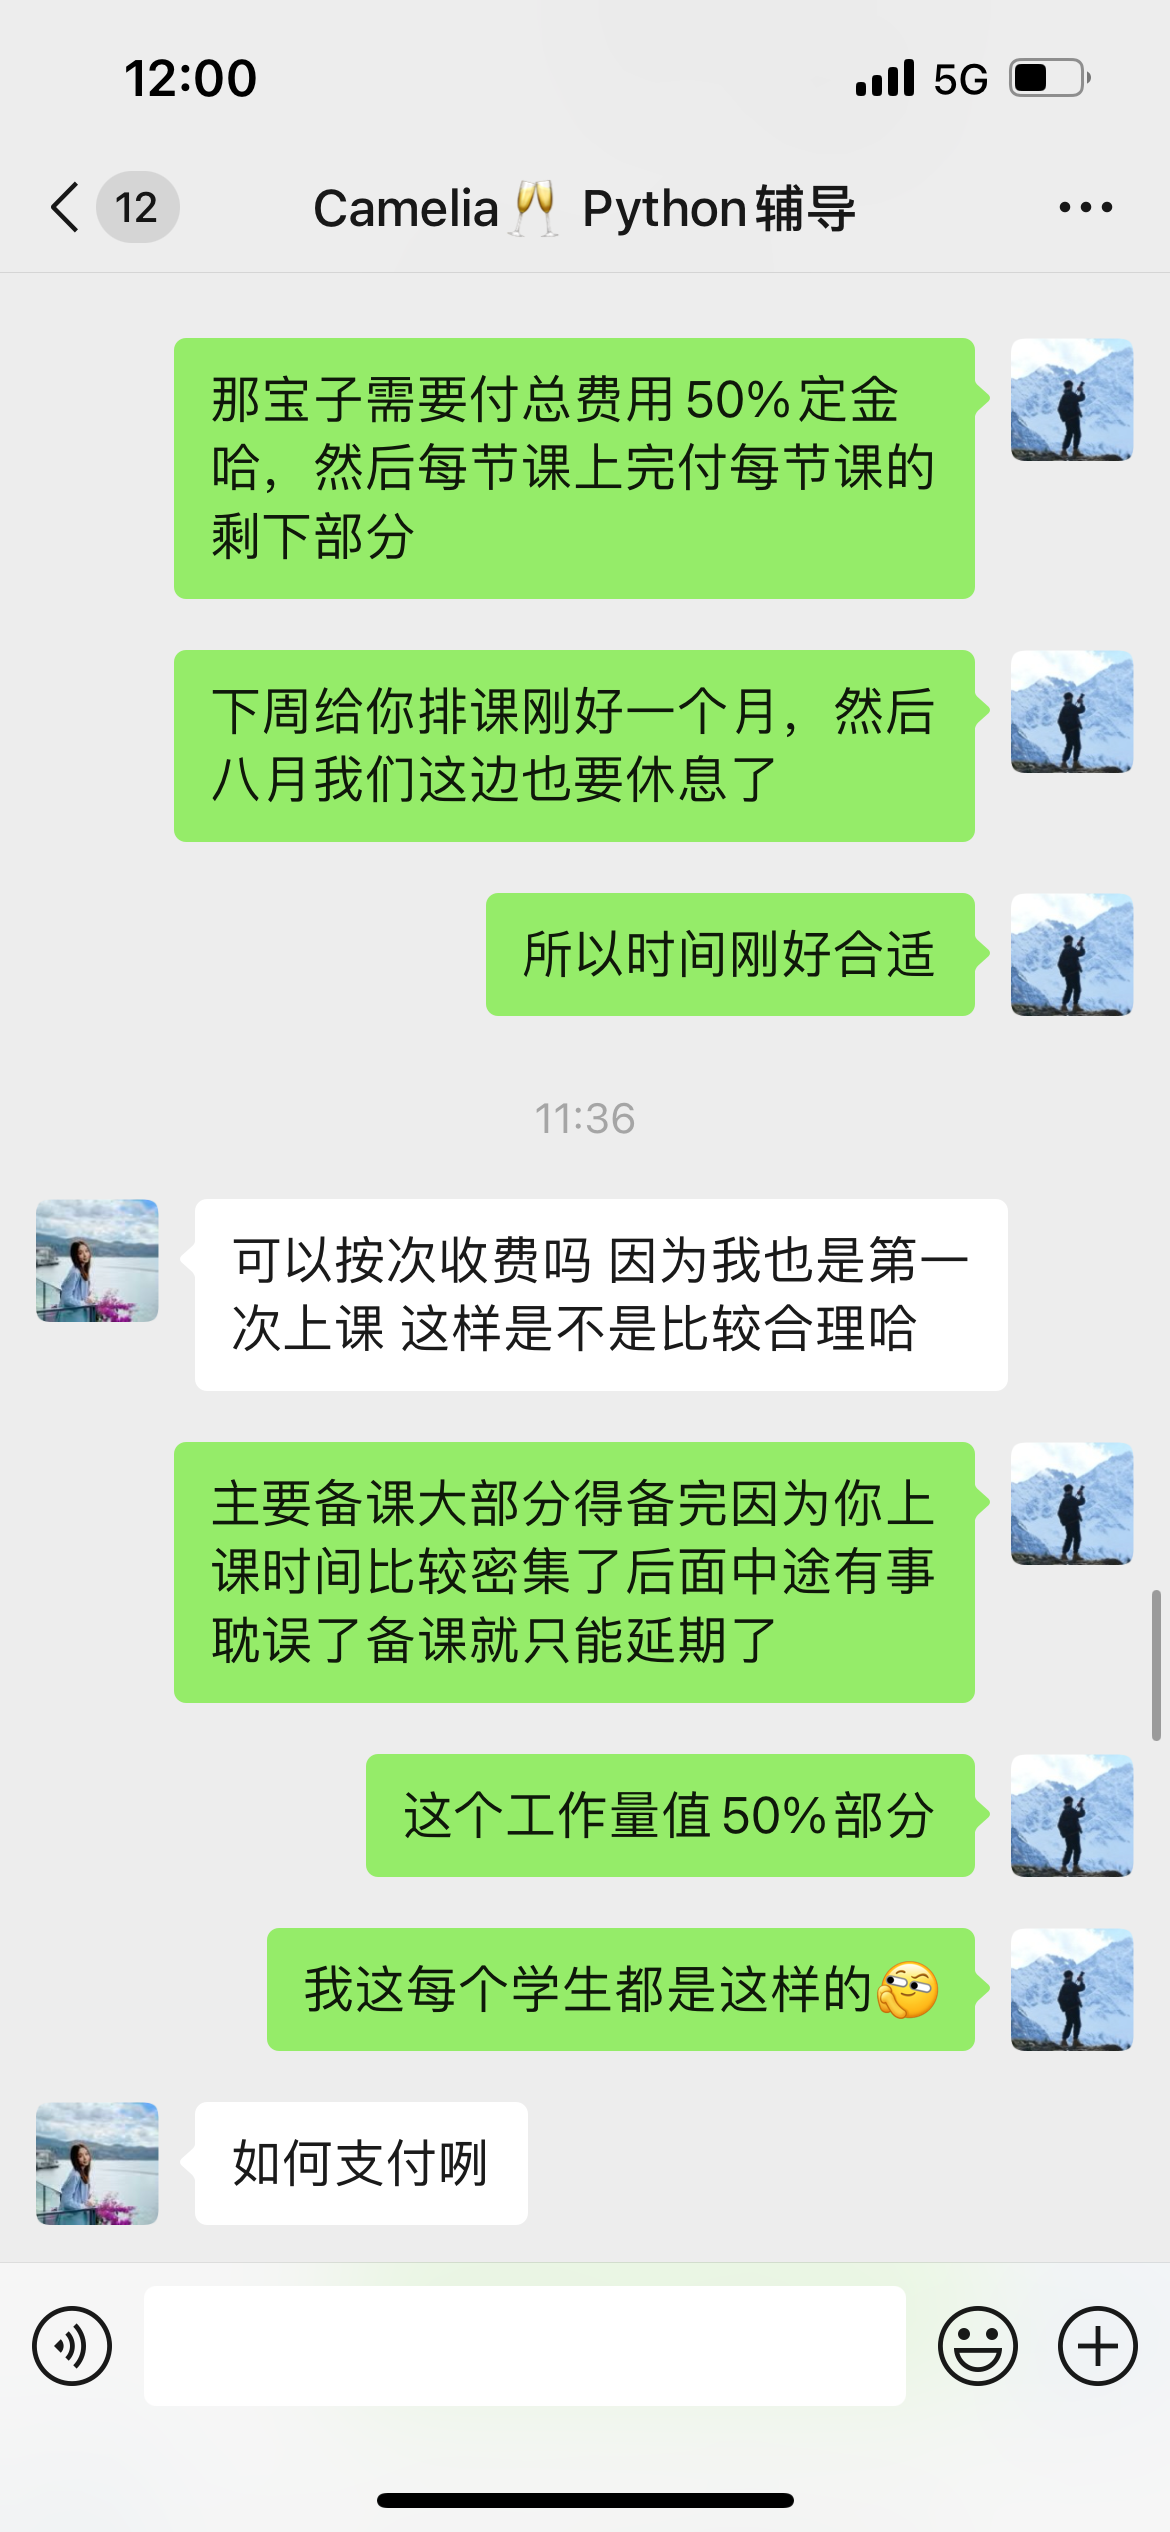 12:00
5G
12
Camelia🥂 Python辅导
那宝子需要付总费用50%定金
哈，然后每节课上完付每节课的
剩下部分
下周给你排课刚好一个月，然后
八月我们这边也要休息了
所以时间刚好合适
11:36
可以按次收费吗 因为我也是第一
次上课 这样是不是比较合理哈
主要备课大部分得备完因为你上
课时间比较密集了后面中途有事
耽误了备课就只能延期了
这个工作量值50%部分
我这每个学生都是这样的
如何支付咧